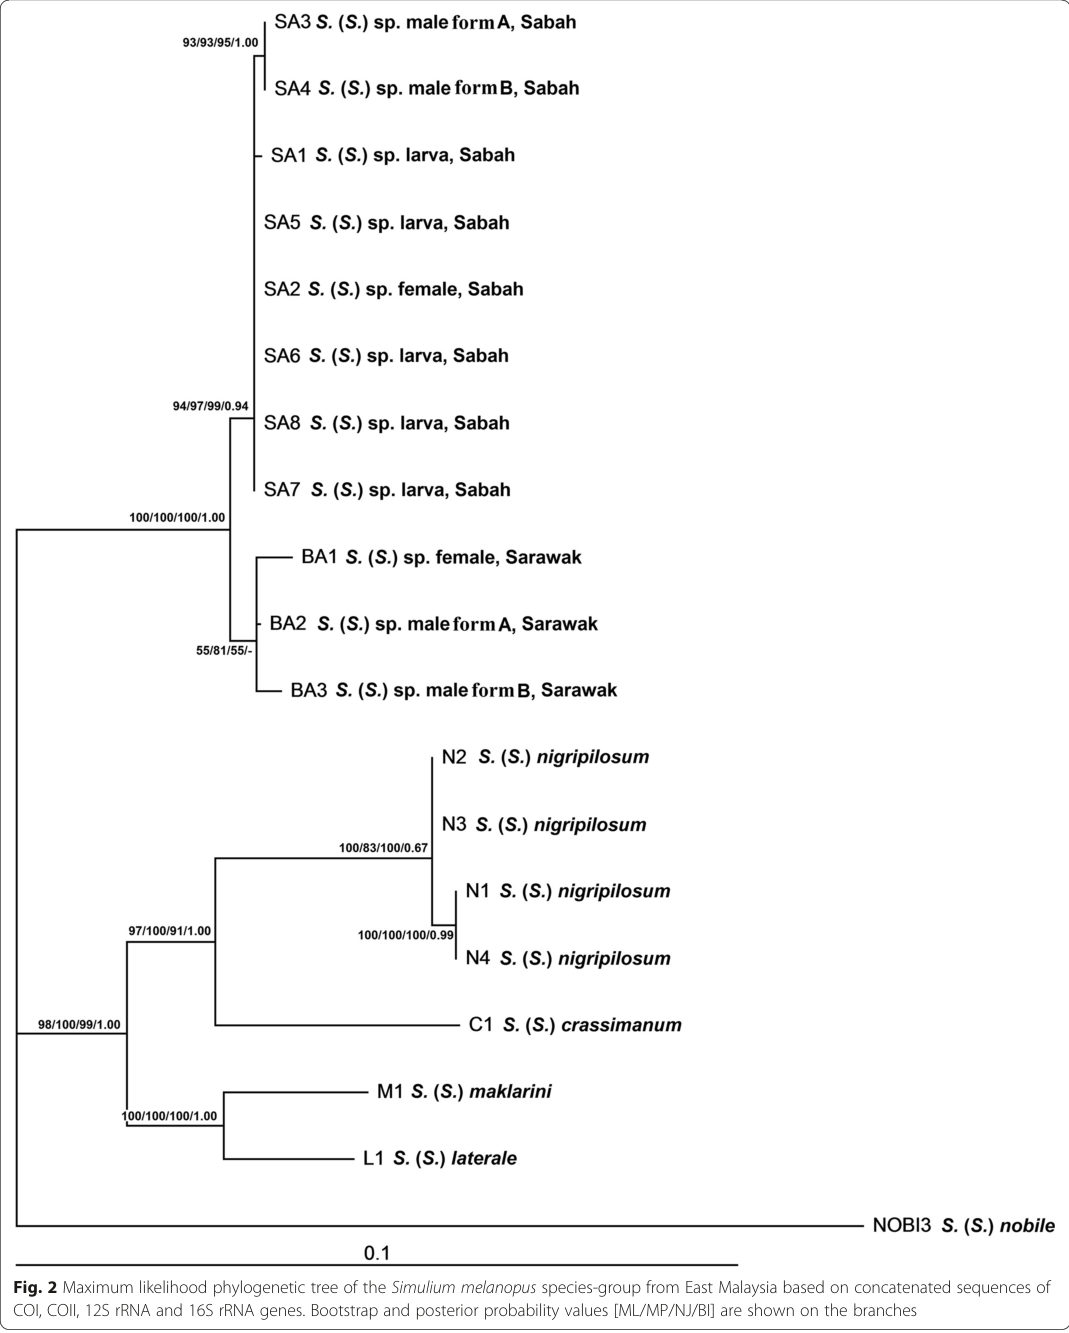 SA3 S. (S.) sp. male form A, Sabah
93/93/95/1.00
SA4 S. (S.) sp. male form B, Sabah
SA1 S. (S.) sp. larva, Sabah
SA5 S. (S.) sp. larva, Sabah
SA2 S. (S.) sp. female, Sabah
SA6 S. (S.) sp. larva, Sabah
94/97/99/0.94
SA8 S. (S.) sp. larva, Sabah
SA7 S. (S.) sp. larva, Sabah
100/100/100/1.00
BA1 S. (S.) sp. female, Sarawak
BA2 S. (S.) sp. male form A, Sarawak
55/81/55/-
BA3 S. (S.) sp. male form B, Sarawak
N2 S. (S.) nigripilosum
N3 S. (S.) nigripilosum
100/83/100/0.67
N1 S. (S.) nigripilosum
97/100/91/1.00
100/100/100/0.99
N4 S. (S.) nigripilosum
98/100/99/1.00
C1 S. (S.) crassimanum
M1 S. (S.) maklarini
100/100/100/1.00
L1 S. (S.) laterale
NOBI3 S. (S.) nobile
0.1
Fig. 2 Maximum likelihood phylogenetic tree of the Simulium melanopus species-group from East Malaysia based on concatenated sequences of
COI, COII, 12S rRNA and 16S rRNA genes. Bootstrap and posterior probability values [ML/MP/NJ/BI] are shown on the branches